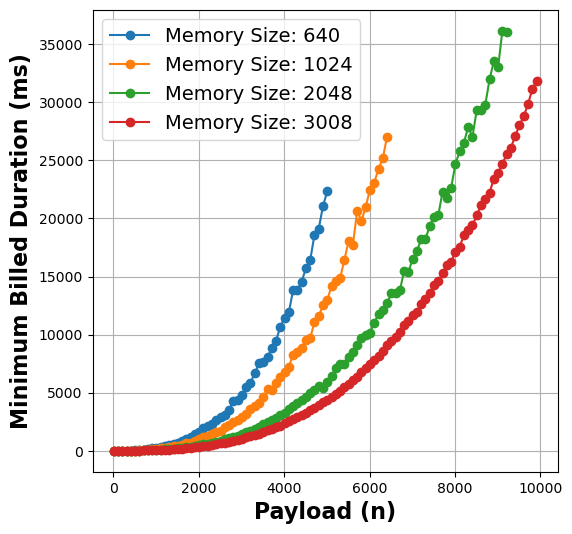 Memory Size: 640
Memory Size: 1024
Memory Size: 2048
Memory Size: 3008
35000
30000
25000
20000
15000
10000
5000
0
Minimum Billed Duration (ms)
0 2000 4000 6000 8000 10000
Payload (n)